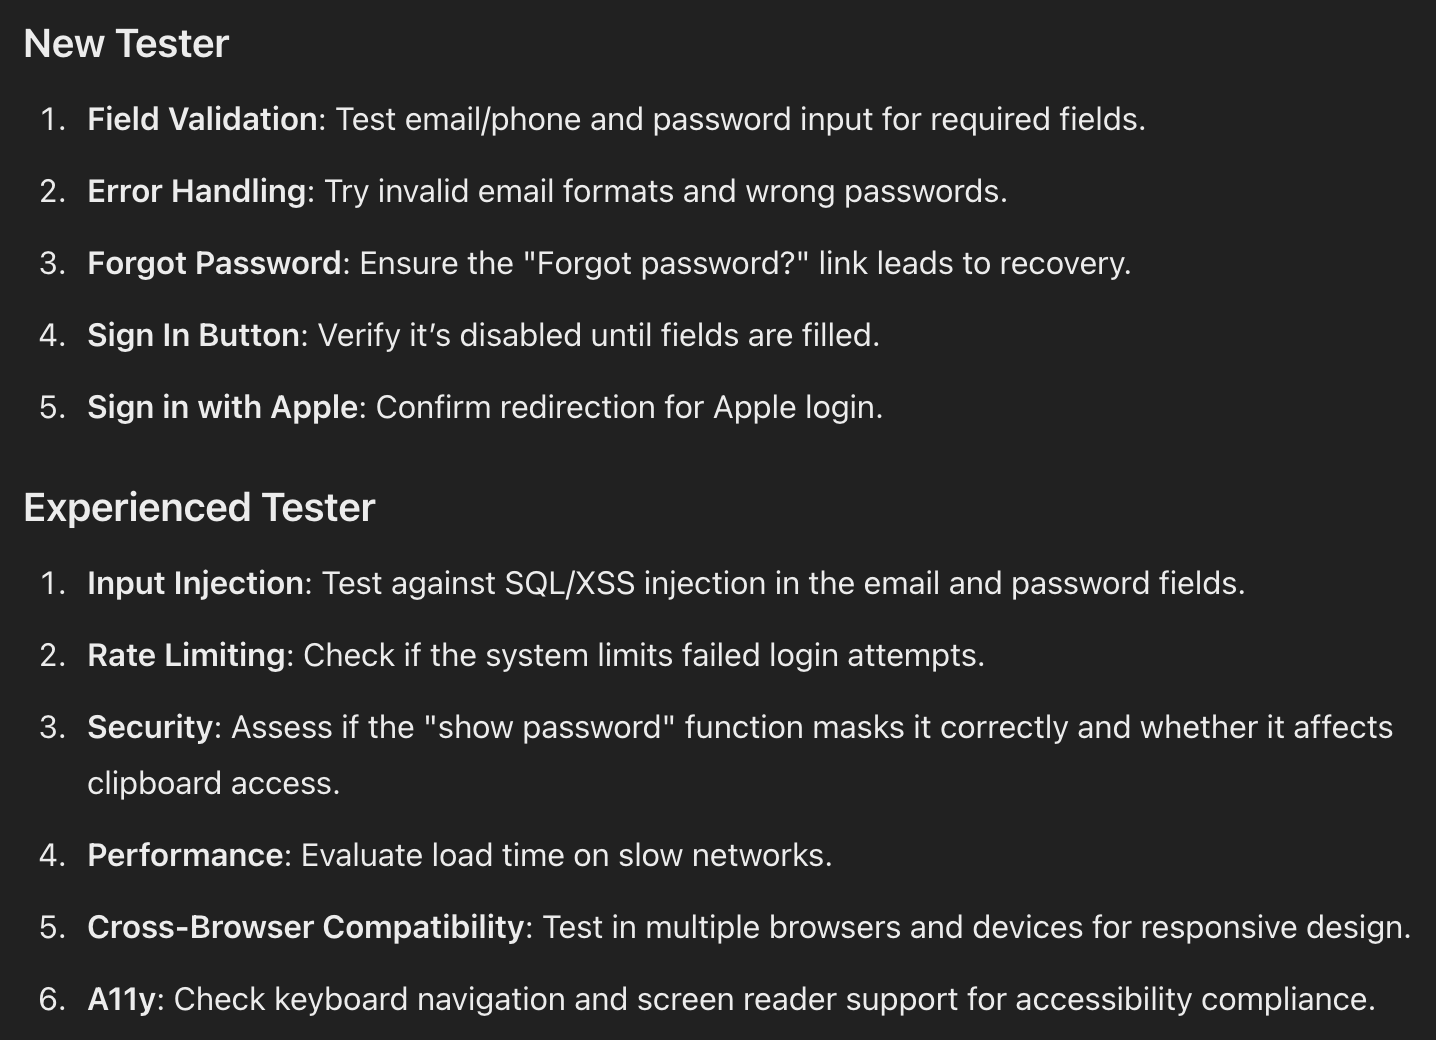 New Tester
1. Field Validation: Test email/phone and password input for required fields.
2. Error Handling: Try invalid email formats and wrong passwords.
3. Forgot Password: Ensure the "Forgot password?" link leads to recovery.
4. Sign In Button: Verify it’s disabled until fields are filled.
5. Sign in with Apple: Confirm redirection for Apple login.
Experienced Tester
1. Input Injection: Test against SQL/XSS injection in the email and password fields.
2. Rate Limiting: Check if the system limits failed login attempts.
3. Security: Assess if the "show password" function masks it correctly and whether it affects
clipboard access.
4. Performance: Evaluate load time on slow networks.
5. Cross-Browser Compatibility: Test in multiple browsers and devices for responsive design.
6. A11y: Check keyboard navigation and screen reader support for accessibility compliance.